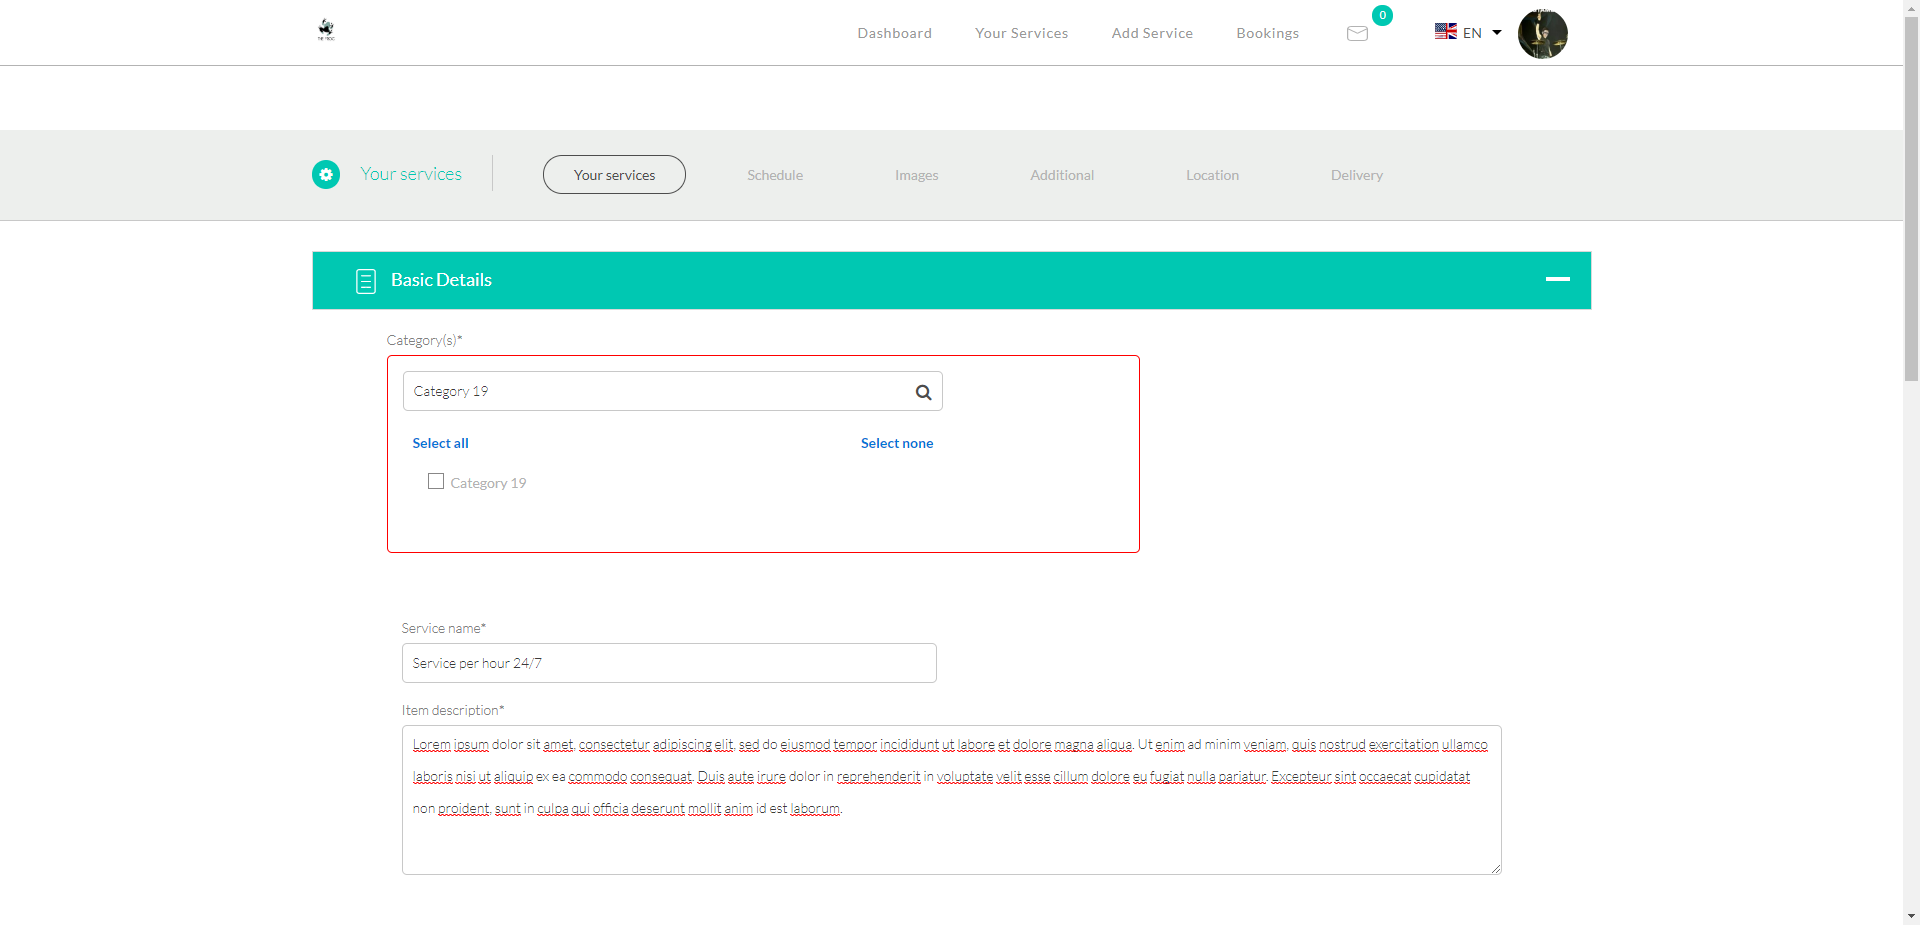 Dashboard Your Services Add Service Bookings 0 EN
Your services Your services Schedule Images Additional Location Delivery
Basic Details
Category(s)*
Category 19
Select all Select none
Category 19
Service name*
Service per hour 24/7
Item description*
Lorem ipsum dolor sit amet, consectetur adipiscing elit, sed do eiusmod tempor incididunt ut labore et dolore magna aliqua. Ut enim ad minim veniam, quis nostrud exercitation ullamco
laboris nisi ut aliquip ex ea commodo consequat. Duis aute irure dolor in reprehenderit in voluptate velit esse cillum dolore eu fugiat nulla pariatur. Excepteur sint occaecat cupidatat
non proident, sunt in culpa qui officia deserunt mollit anim id est laborum.